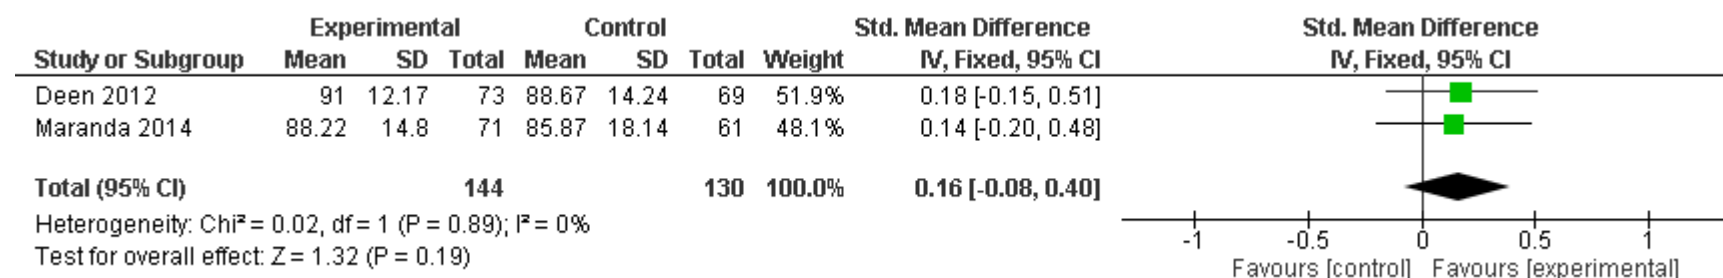 Experimental Control Std. Mean Difference Std. Mean Difference
Study or Subgroup Mean SD Total Mean SD Total Weight IV, Fixed, 95% CI IV, Fixed, 95% CI
Deen 2012 91 12.17 73 88.67 14.24 69 51.9% 0.18 [-0.15, 0.51]
Maranda 2014 88.22 14.8 71 85.87 18.14 61 48.1% 0.14 [-0.20, 0.48]
Total (95% CI) 144 130 100.0% 0.16 [-0.08, 0.40]
Heterogeneity: Chi² = 0.02, df = 1 (P = 0.89); I² = 0%
Test for overall effect: Z = 1.32 (P = 0.19)
-1 -0.5 0 0.5 1
Favours [control] Favours [experimental]